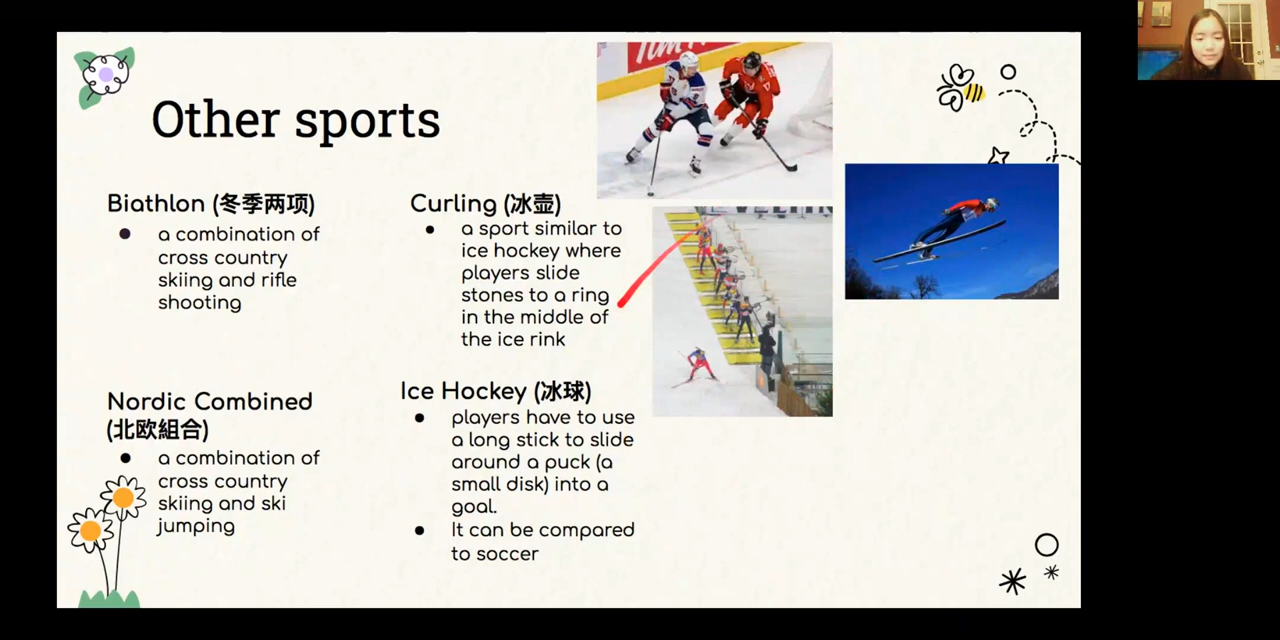 Other sports
Biathlon (冬季两项)
a combination of
cross country
skiing and rifle
shooting
Nordic Combined
(北欧組合)
a combination of
cross country
skiing and ski
jumping
Curling (冰壶)
a sport similar to
ice hockey where
players slide
stones to a ring
in the middle of
the ice rink
Ice Hockey (冰球)
players have to use
a long stick to slide
around a puck (a
small disk) into a
goal.
It can be compared
to soccer